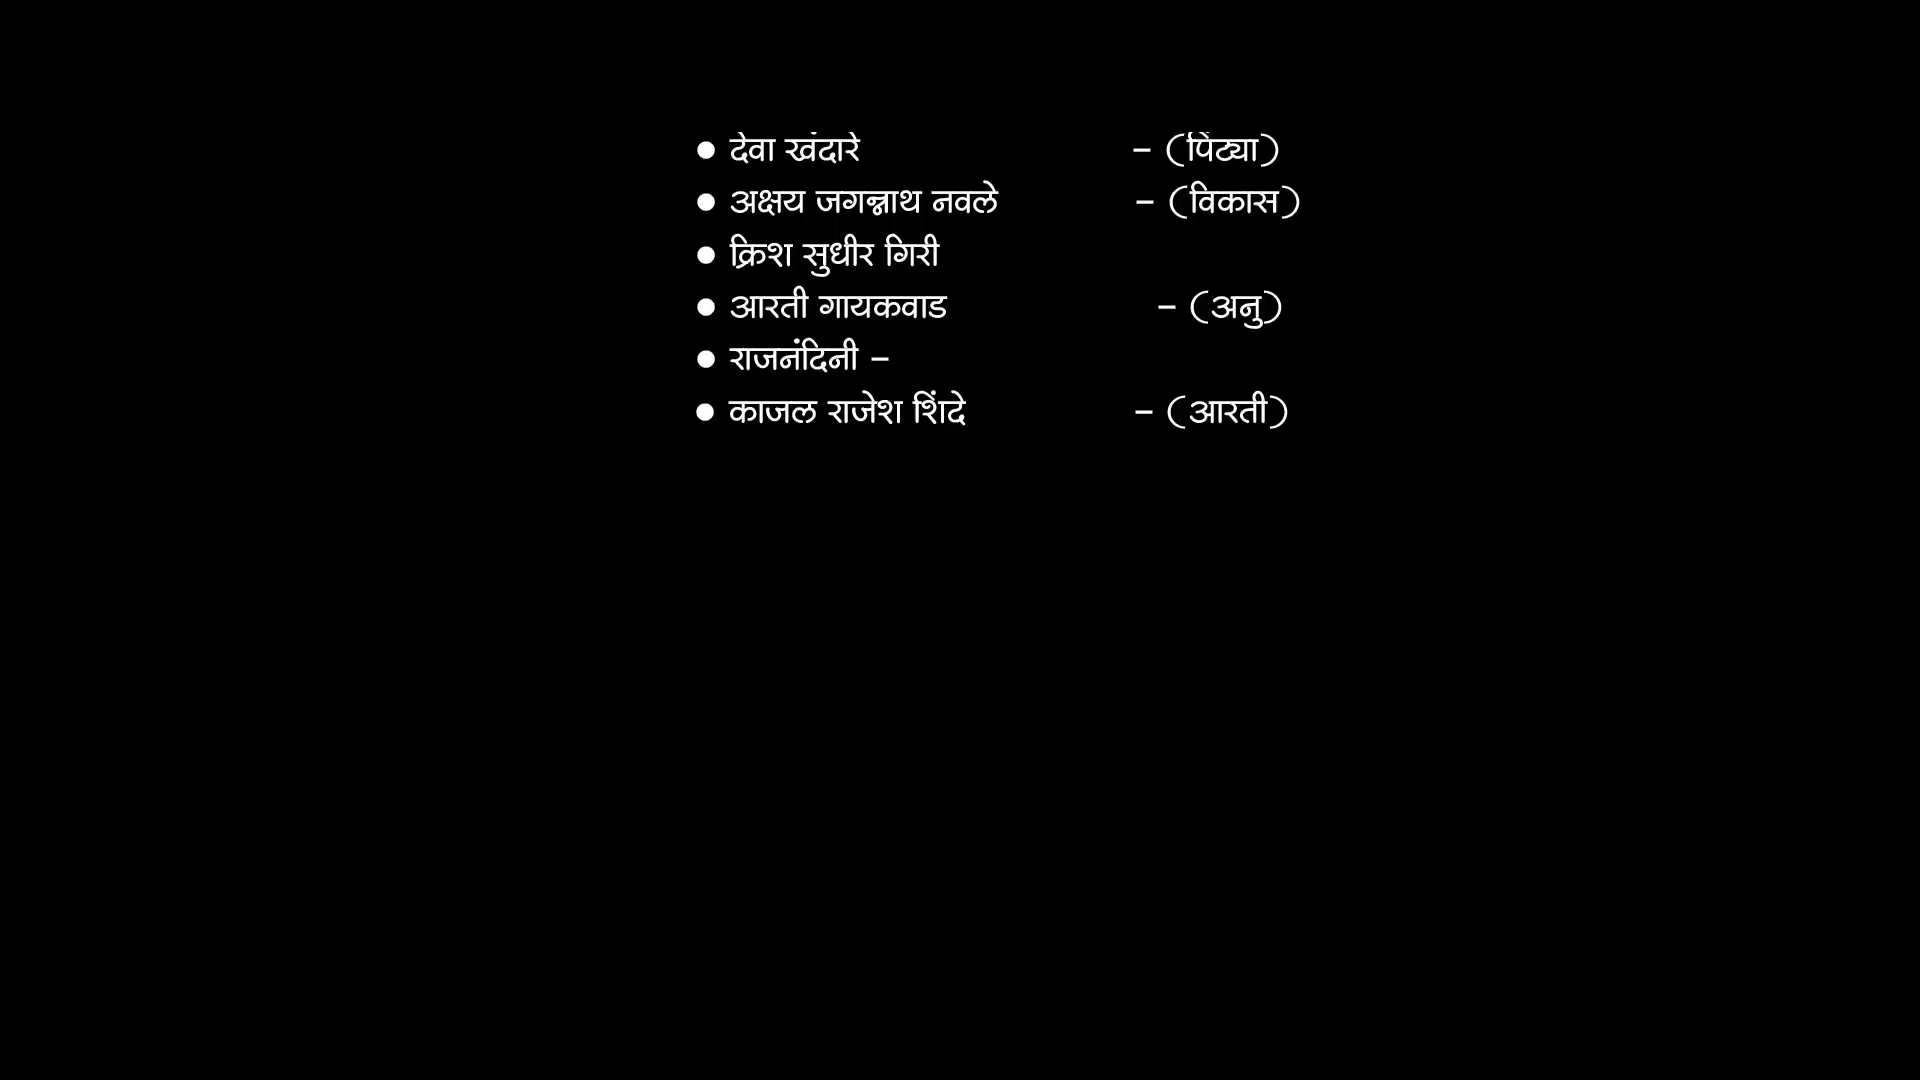 ● देवा खंदारे – (पिंट्या)
● अक्षय जगन्नाथ नवले – (विकास)
● क्रिश सुधीर गिरी
● आरती गायकवाड – (अनु)
● राजनंदिनी –
● काजल राजेश शिंदे – (आरती)